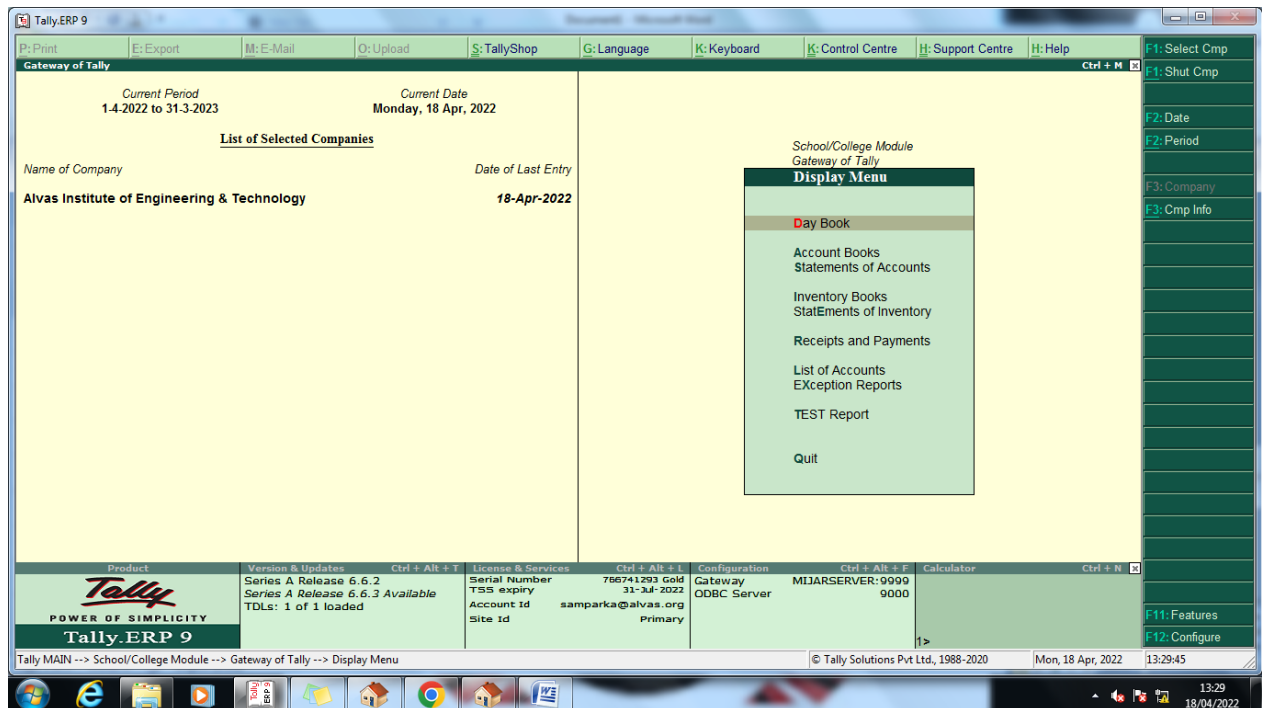 Tally.ERP 9
P: Print E: Export M: E-Mail O: Upload S: TallyShop G: Language K: Keyboard K: Control Centre H: Support Centre H: Help F1: Select Cmp
Gateway of Tally Ctrl + M
F1: Shut Cmp
Current Period Current Date
1-4-2022 to 31-3-2023 Monday, 18 Apr, 2022
F2: Date
List of Selected Companies
F2: Period
School/College Module
Gateway of Tally
Name of Company Date of Last Entry
Display Menu
F3: Company
Alvas Institute of Engineering & Technology 18-Apr-2022
F3: Cmp Info
Day Book
Account Books
Statements of Accounts
Inventory Books
StatEments of Inventory
Receipts and Payments
List of Accounts
EXception Reports
TEST Report
Quit
Product Version & Updates Ctrl + Alt + T License & Services Ctrl + Alt + L Configuration Ctrl + Alt + F Calculator Ctrl + N
Tally
POWER OF SIMPLICITY
Tally.ERP 9
Series A Release 6.6.2
Series A Release 6.6.3 Available
TDLs: 1 of 1 loaded
Serial Number 766741293 Gold
TSS expiry 31-Jul-2022
Account Id samparka@alvas.org
Site Id Primary
Gateway MIJARSERVER:9999
ODBC Server 9000
1>
F11: Features
F12: Configure
Tally MAIN --> School/College Module --> Gateway of Tally --> Display Menu © Tally Solutions Pvt Ltd., 1988-2020 Mon, 18 Apr, 2022 13:29:45
13:29
18/04/2022